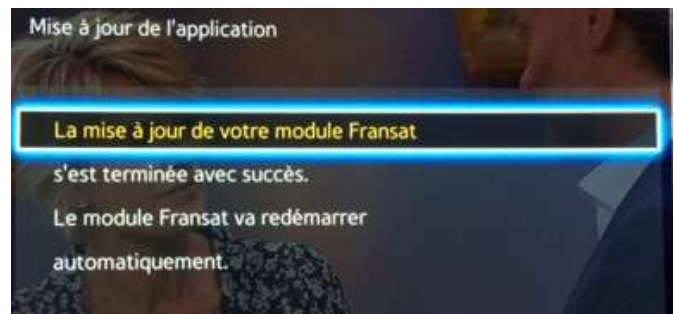 Mise à jour de l'application
La mise à jour de votre module Fransat
s'est terminée avec succès.
Le module Fransat va redémarrer
automatiquement.